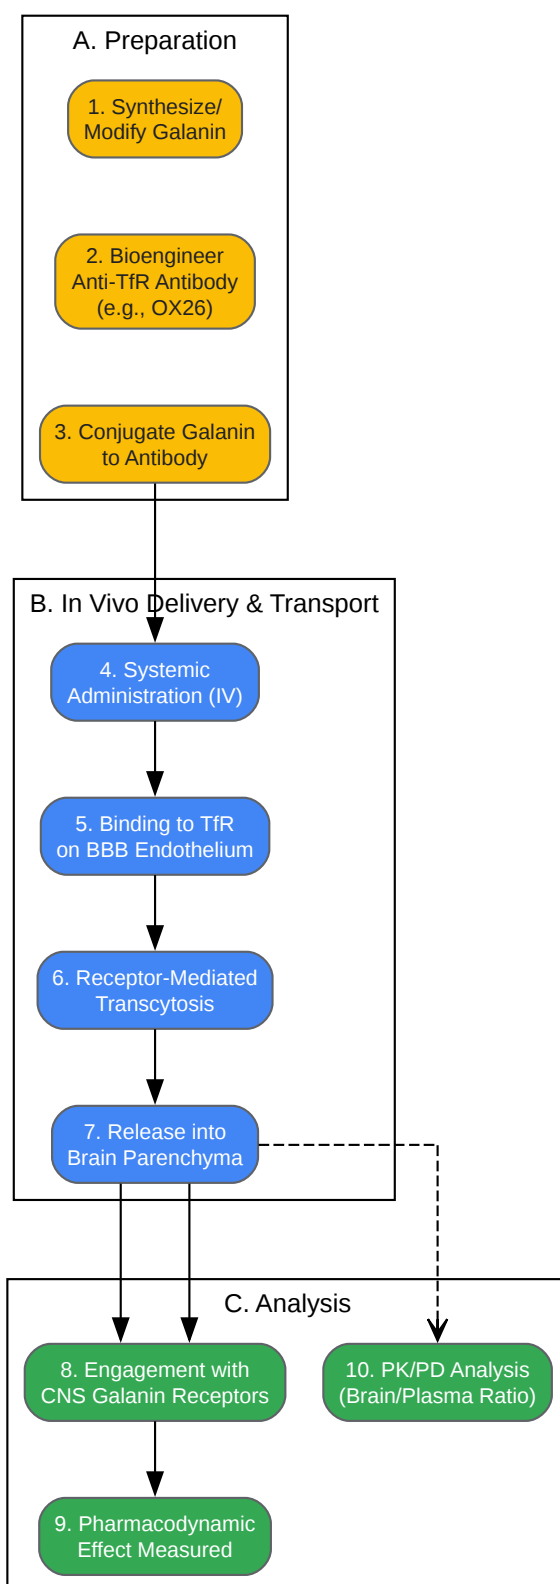 A. Preparation
1. Synthesize/
Modify Galanin
2. Bioengineer
Anti-TfR Antibody
(e.g., OX26)
3. Conjugate Galanin
to Antibody
B. In Vivo Delivery & Transport
4. Systemic
Administration (IV)
5. Binding to TfR
on BBB Endothelium
6. Receptor-Mediated
Transcytosis
7. Release into
Brain Parenchyma
C. Analysis
8. Engagement with
CNS Galanin Receptors
10. PK/PD Analysis
(Brain/Plasma Ratio)
9. Pharmacodynamic
Effect Measured